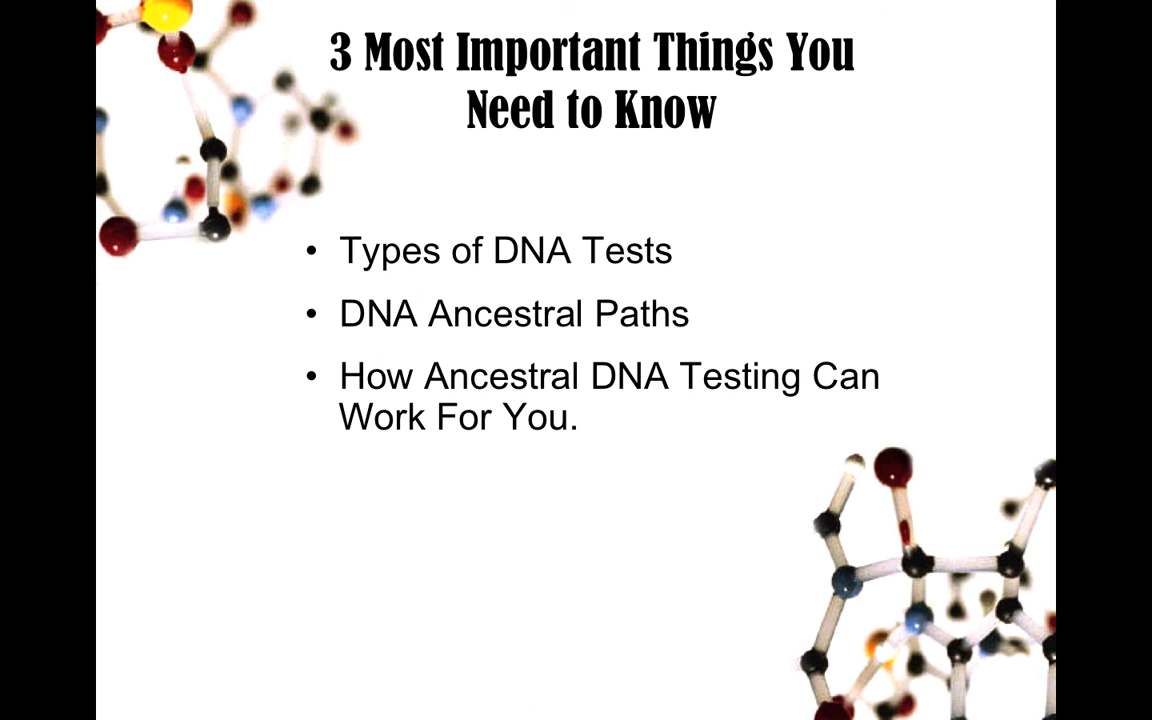 3 Most Important Things You
Need to Know
• Types of DNA Tests
• DNA Ancestral Paths
• How Ancestral DNA Testing Can
Work For You.